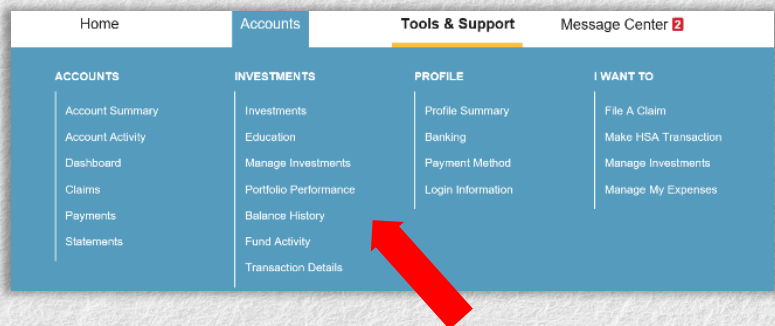 Home Accounts Tools & Support Message Center 2
ACCOUNTS
Account Summary
Account Activity
Dashboard
Claims
Payments
Statements
INVESTMENTS
Investments
Education
Manage Investments
Portfolio Performance
Balance History
Fund Activity
Transaction Details
PROFILE
Profile Summary
Banking
Payment Method
Login Information
I WANT TO
File A Claim
Make HSA Transaction
Manage Investments
Manage My Expenses